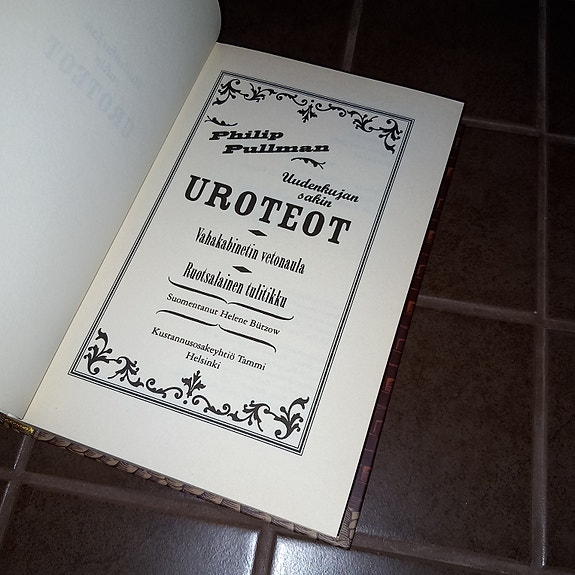 Philip
Pullman
Uudenkujan
sakin
UROTEOT
Vahakabinetin vetonaula
Ruotsalainen tulitikku
Suomentanut Helene Bützow
Kustannusosakeyhtiö Tammi
Helsinki